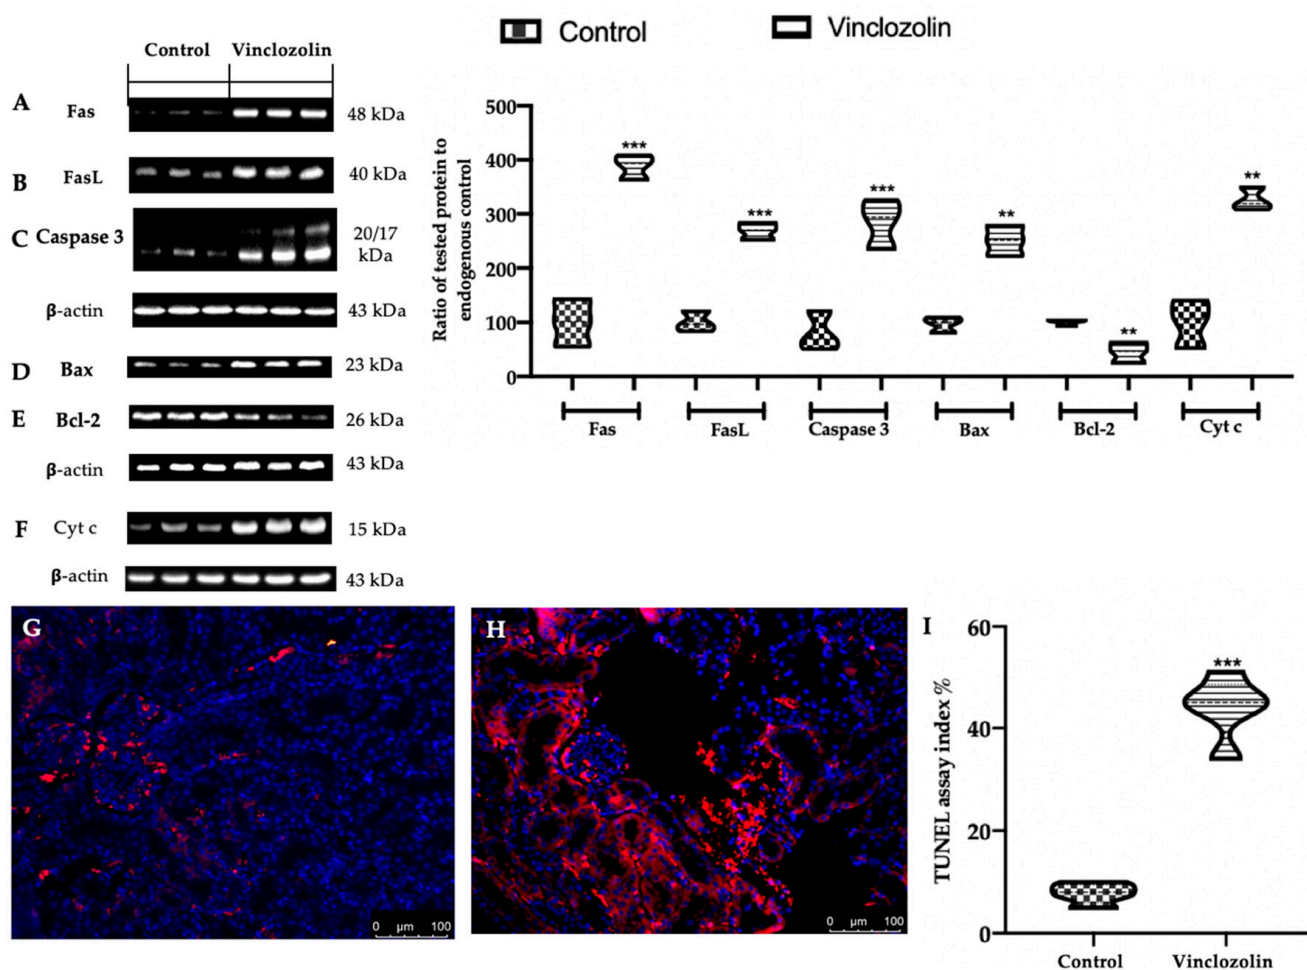 Control Vinclozolin
A Fas 48 kDa
B FasL 40 kDa
C Caspase 3 20/17
kDa
β-actin 43 kDa
D Bax 23 kDa
E Bcl-2 26 kDa
β-actin 43 kDa
F Cyt c 15 kDa
β-actin 43 kDa
Control Vinclozolin
Ratio of tested protein to
endogenous control
500
400
300
200
100
0
***
***
***
**
**
**
Fas FasL Caspase 3 Bax Bcl-2 Cyt c
G
0 µm 100
H
0 µm 100
I
TUNEL assay index %
60
40
20
0
***
Control Vinclozolin